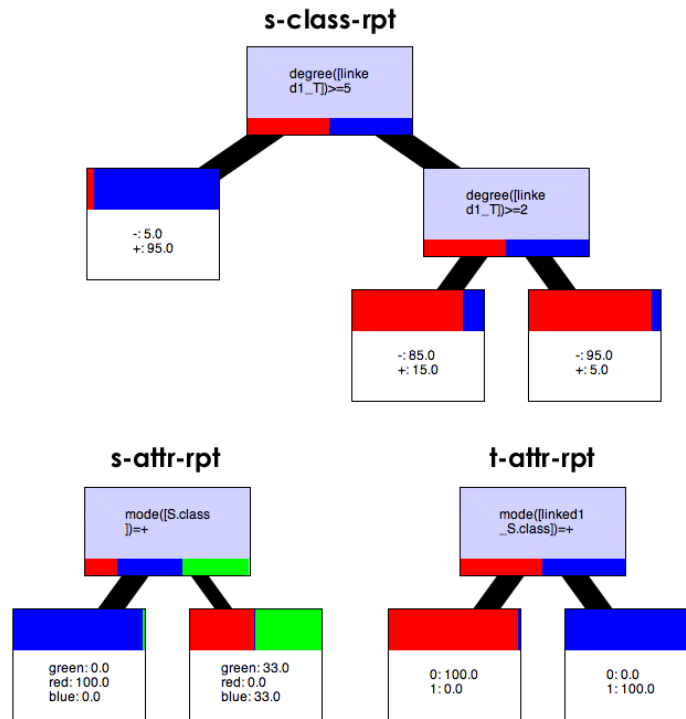 s-class-rpt
degree([linke
d1_T])>=5
-: 5.0
+: 95.0
degree([linke
d1_T])>=2
-: 85.0
+: 15.0
-: 95.0
+: 5.0
s-attr-rpt
mode([S.class
])=+
green: 0.0
red: 100.0
blue: 0.0
green: 33.0
red: 0.0
blue: 33.0
t-attr-rpt
mode([linked1
_S.class])=+
0: 100.0
1: 0.0
0: 0.0
1: 100.0